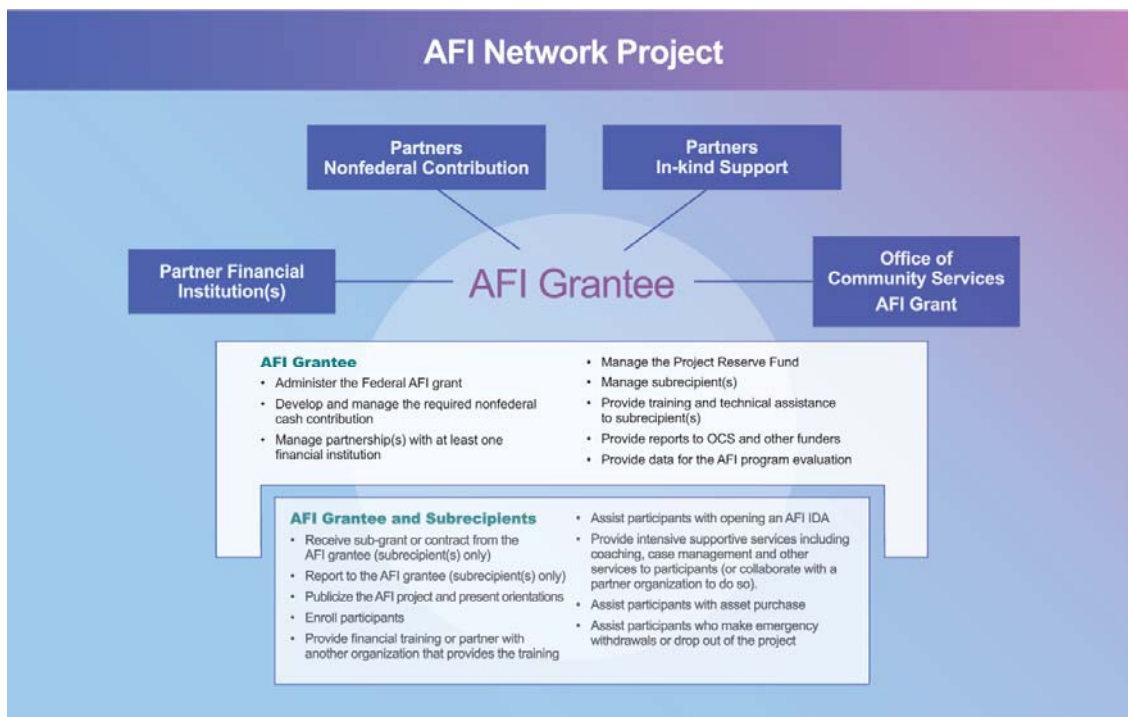 AFI Network Project
Partners
Nonfederal Contribution
Partners
In-kind Support
Partner Financial
Institution(s)
AFI Grantee
Office of
Community Services
AFI Grant
AFI Grantee
• Administer the Federal AFI grant
• Develop and manage the required nonfederal
cash contribution
• Manage partnership(s) with at least one
financial institution
• Manage the Project Reserve Fund
• Manage subrecipient(s)
• Provide training and technical assistance
to subrecipient(s)
• Provide reports to OCS and other funders
• Provide data for the AFI program evaluation
AFI Grantee and Subrecipients
• Receive sub-grant or contract from the
AFI grantee (subrecipient(s) only)
• Report to the AFI grantee (subrecipient(s) only)
• Publicize the AFI project and present orientations
• Enroll participants
• Provide financial training or partner with
another organization that provides the training
• Assist participants with opening an AFI IDA
• Provide intensive supportive services including
coaching, case management and other
services to participants (or collaborate with a
partner organization to do so).
• Assist participants with asset purchase
• Assist participants who make emergency
withdrawals or drop out of the project